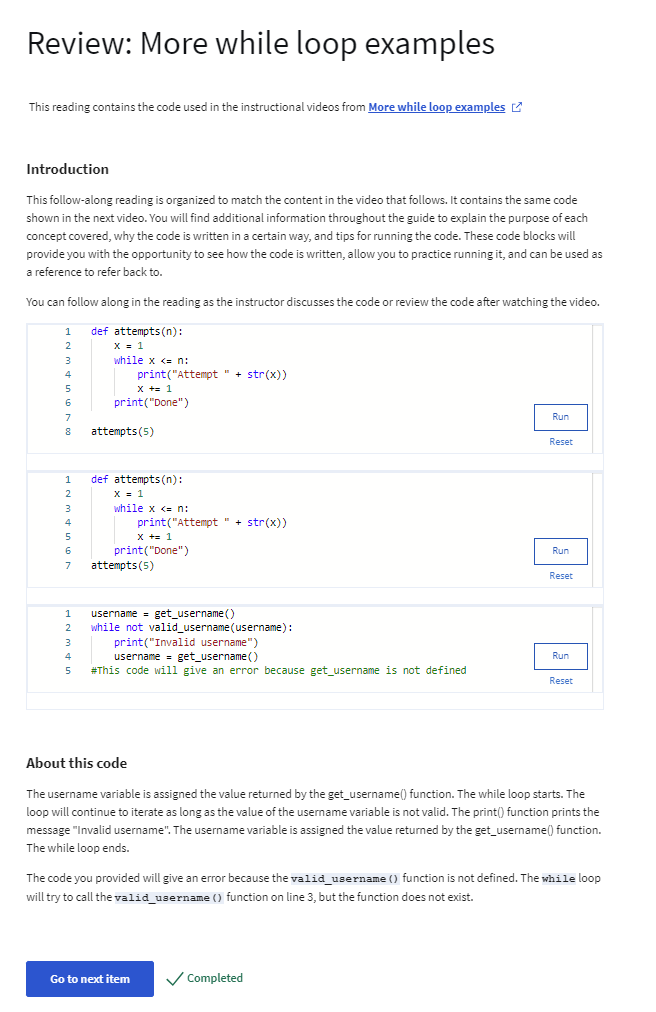 Review: More while loop examples
This reading contains the code used in the instructional videos from More while loop examples
Introduction
This follow-along reading is organized to match the content in the video that follows. It contains the same code
shown in the next video. You will find additional information throughout the guide to explain the purpose of each
concept covered, why the code is written in a certain way, and tips for running the code. These code blocks will
provide you with the opportunity to see how the code is written, allow you to practice running it, and can be used as
a reference to refer back to.
You can follow along in the reading as the instructor discusses the code or review the code after watching the video.
1 def attempts(n):
2 x = 1
3 while x <= n:
4 print("Attempt " + str(x))
5 x += 1
6 print("Done")
7
8 attempts(5)
Run
Reset
1 def attempts(n):
2 x = 1
3 while x <= n:
4 print("Attempt " + str(x))
5 x += 1
6 print("Done")
7 attempts(5)
Run
Reset
1 username = get_username()
2 while not valid_username(username):
3 print("Invalid username")
4 username = get_username()
5 #This code will give an error because get_username is not defined
Run
Reset
About this code
The username variable is assigned the value returned by the get_username() function. The while loop starts. The
loop will continue to iterate as long as the value of the username variable is not valid. The print() function prints the
message "Invalid username". The username variable is assigned the value returned by the get_username() function.
The while loop ends.
The code you provided will give an error because the valid_username() function is not defined. The while loop
will try to call the valid_username() function on line 3, but the function does not exist.
Go to next item
Completed